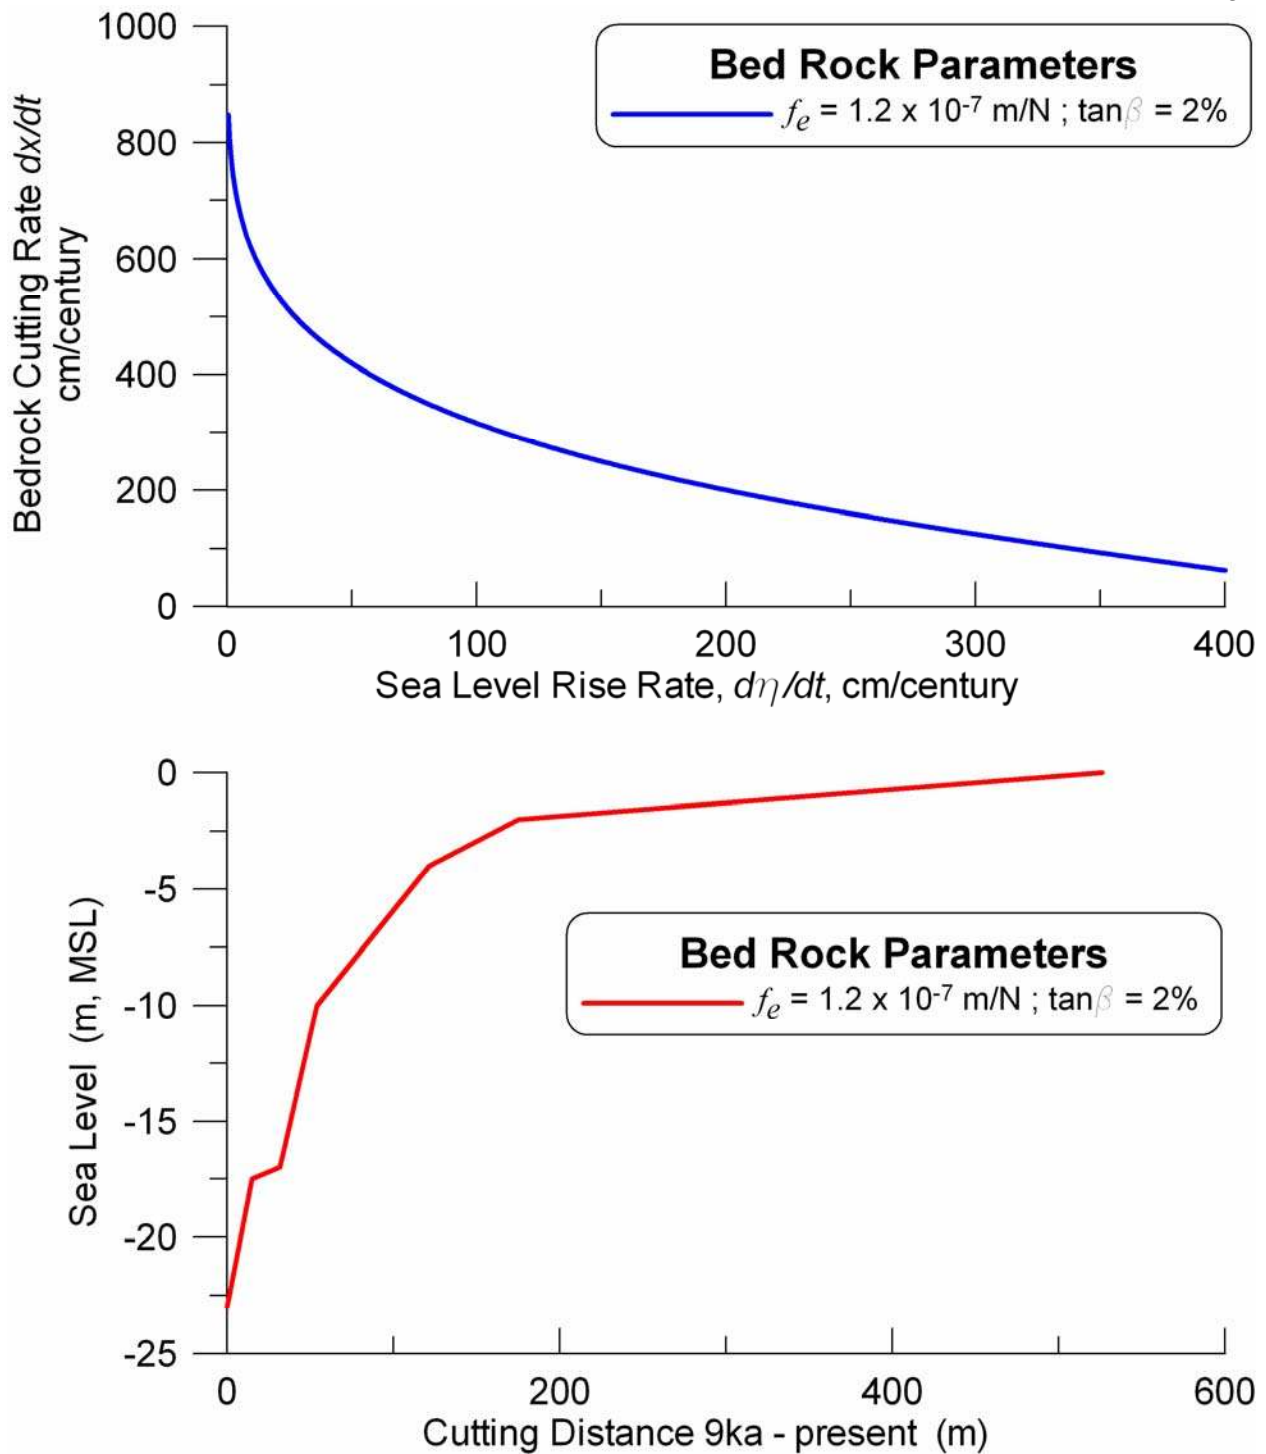 1000
800
600
400
200
0
Bedrock Cutting Rate dx/dt
cm/century
Bed Rock Parameters
fₑ = 1.2 x 10⁻⁷ m/N ; tanβ = 2%
0 100 200 300 400
Sea Level Rise Rate, dη/dt, cm/century
0
-5
-10
-15
-20
-25
Sea Level (m, MSL)
Bed Rock Parameters
fₑ = 1.2 x 10⁻⁷ m/N ; tanβ = 2%
0 200 400 600
Cutting Distance 9ka - present (m)